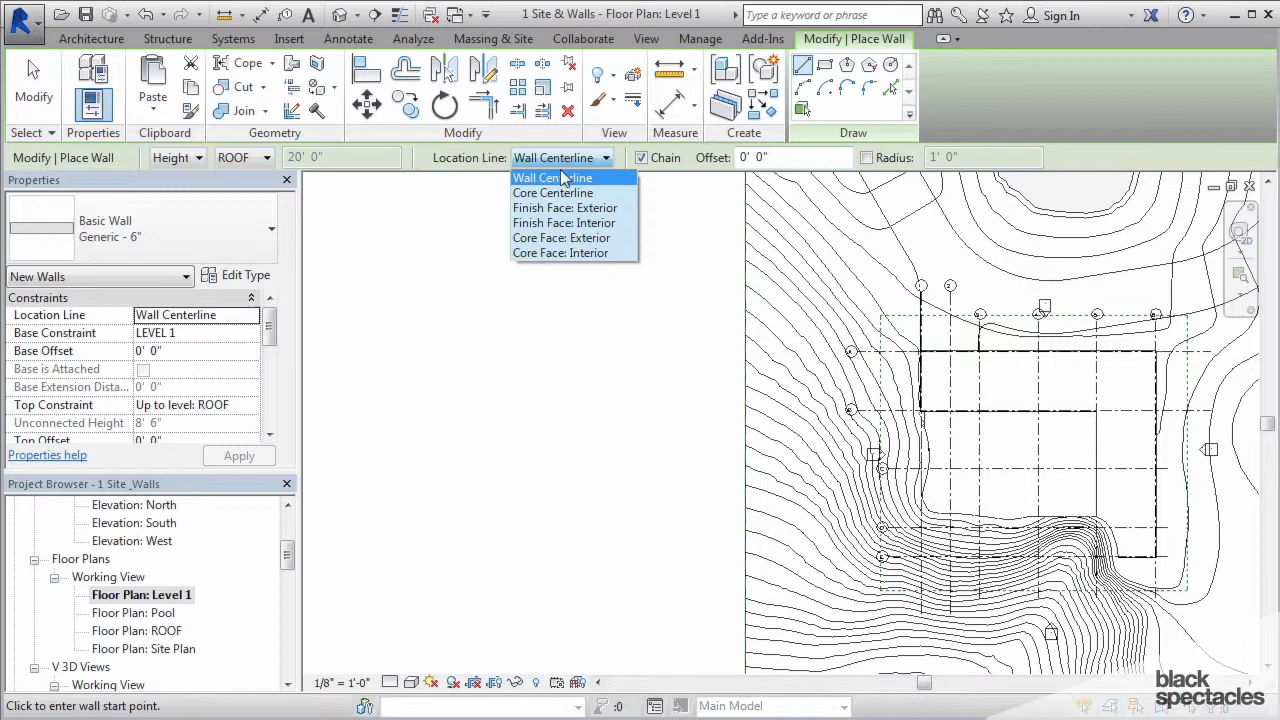 1 Site & Walls - Floor Plan: Level 1
Type a keyword or phrase
Sign In
Architecture Structure Systems Insert Annotate Analyze Massing & Site Collaborate View Manage Add-Ins Modify | Place Wall
Modify
Paste
Cope
Cut
Join
Select Properties Clipboard Geometry Modify View Measure Create Draw
Modify | Place Wall Height ROOF 20' 0" Location Line: Wall Centerline Chain Offset: 0' 0" Radius: 1' 0"
Wall Centerline
Core Centerline
Finish Face: Exterior
Finish Face: Interior
Core Face: Exterior
Core Face: Interior
Properties
Basic Wall
Generic - 6"
New Walls Edit Type
Constraints
Location Line Wall Centerline
Base Constraint LEVEL 1
Base Offset 0' 0"
Base is Attached
Base Extension Dista... 0' 0"
Top Constraint Up to level: ROOF
Unconnected Height 8' 6"
Top Offset 0' 0"
Properties help Apply
Project Browser - 1 Site _Walls
Elevation: North
Elevation: South
Elevation: West
Floor Plans
Working View
Floor Plan: Level 1
Floor Plan: Pool
Floor Plan: ROOF
Floor Plan: Site Plan
V 3D Views
Working View
1/8" = 1'-0"
Click to enter wall start point.
:0
Main Model
black
spectacles